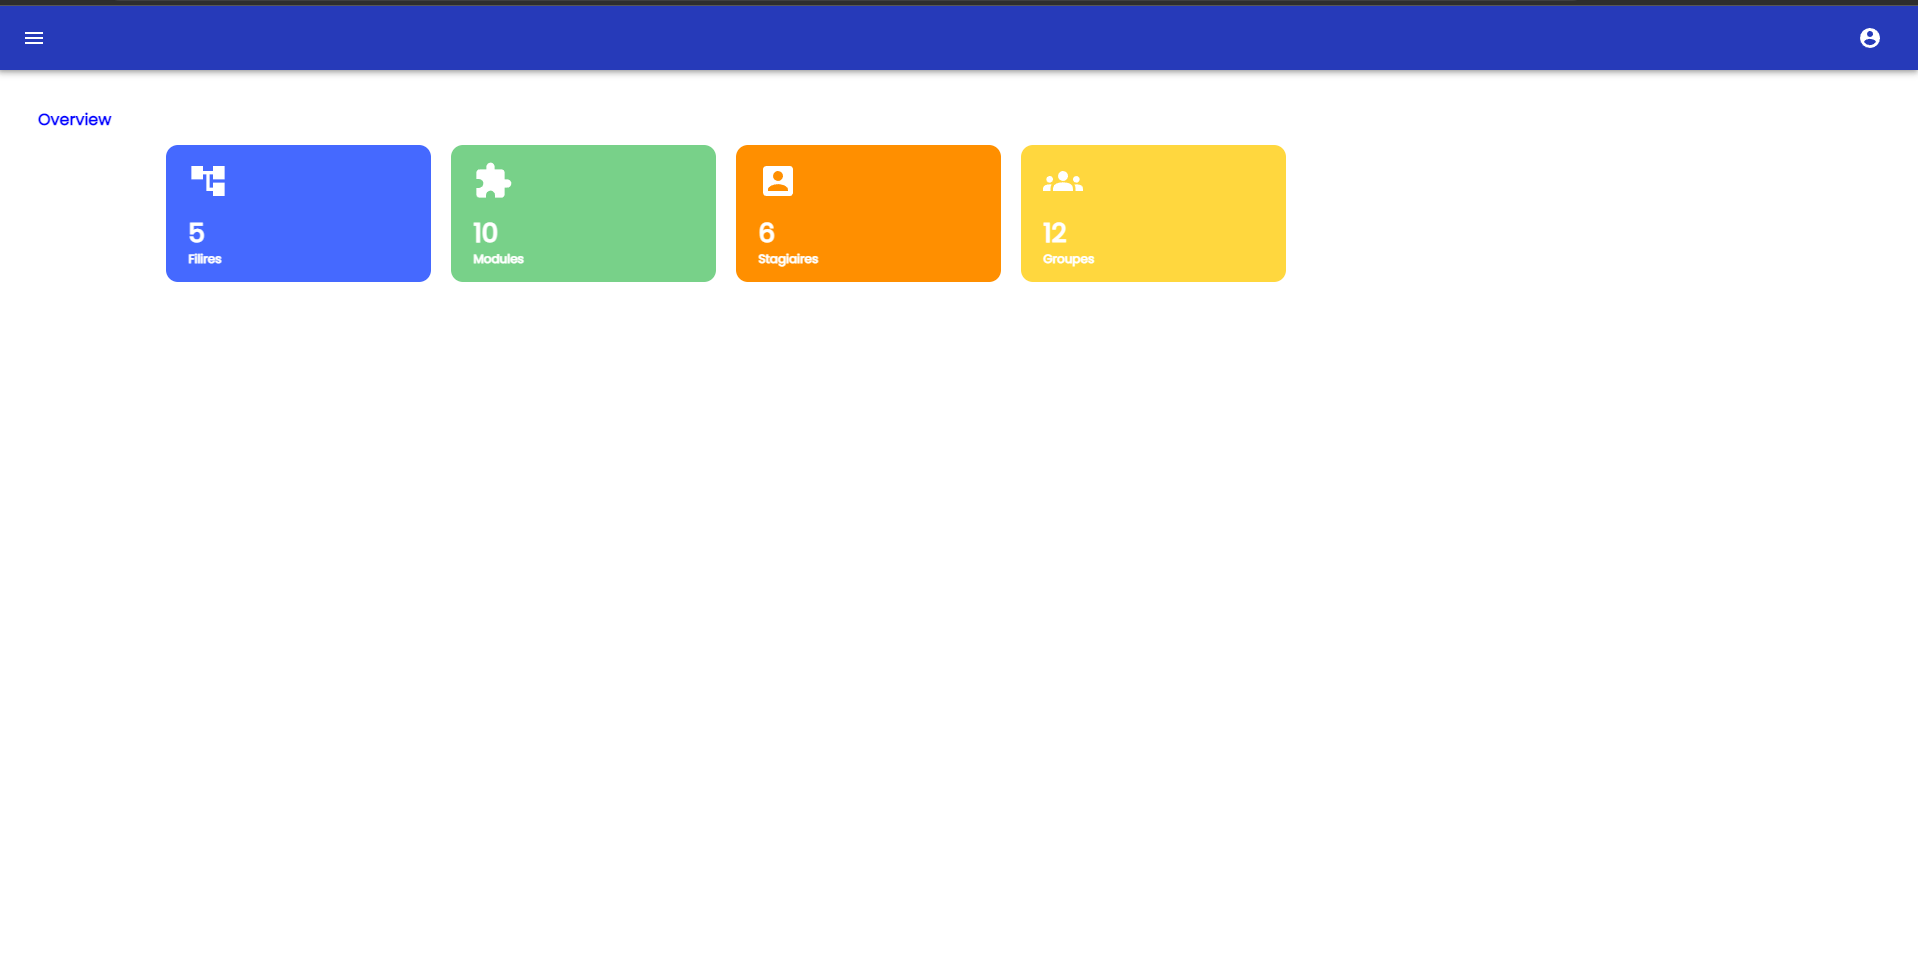 Overview
5
Filires
10
Modules
6
Stagiaires
12
Groupes